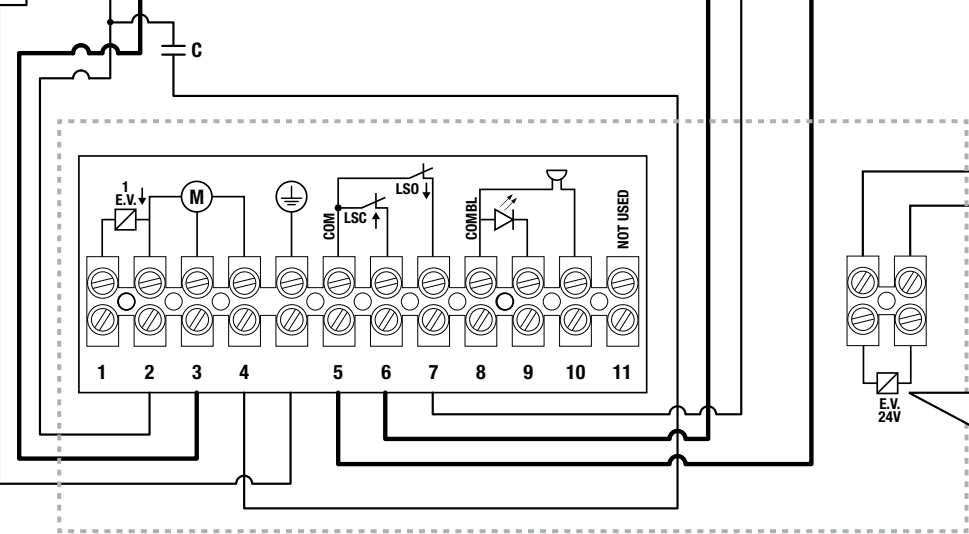 C
1
E.V.
M
COM
LSC
LSO
COMBL
NOT USED
1 2 3 4 5 6 7 8 9 10 11
E.V.
24V